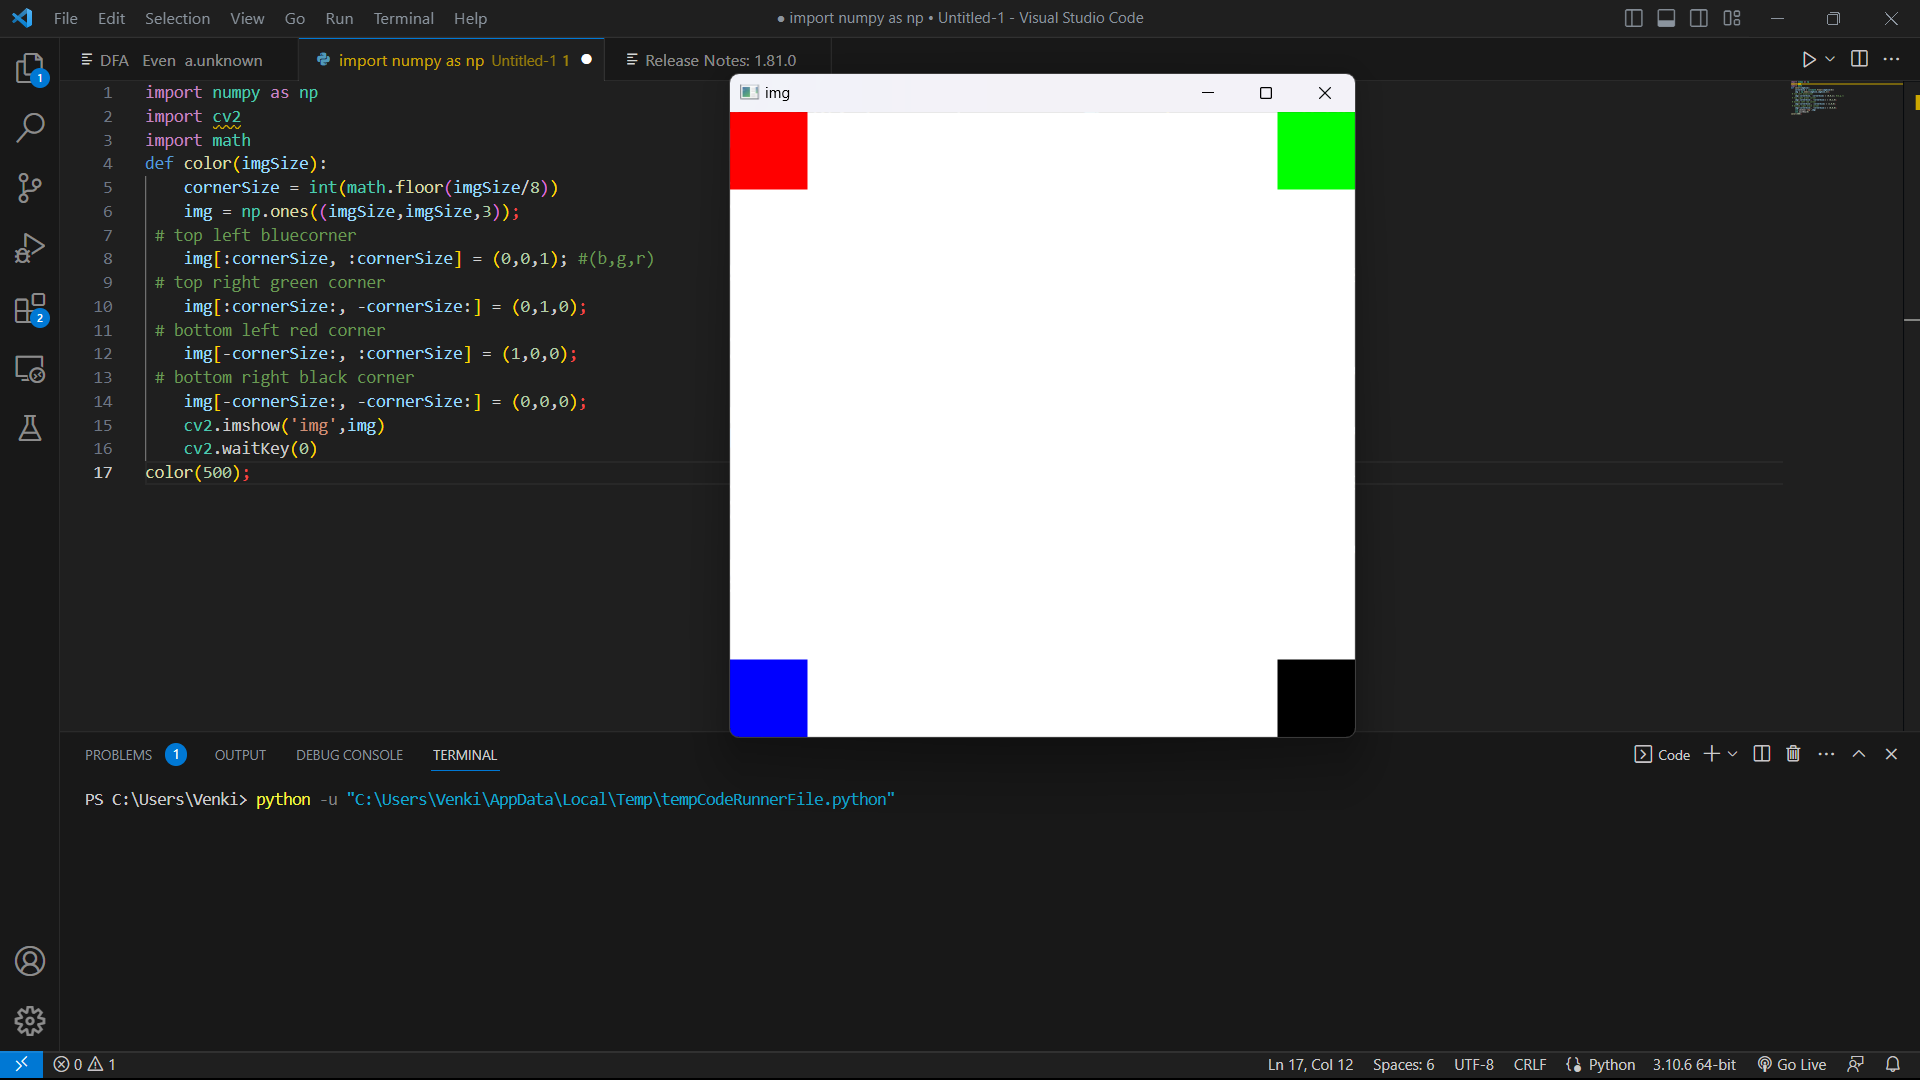 File Edit Selection View Go Run Terminal Help
● import numpy as np • Untitled-1 - Visual Studio Code
DFA Even a.unknown
import numpy as np Untitled-1 1
Release Notes: 1.81.0
1
2
img
1 import numpy as np
2 import cv2
3 import math
4 def color(imgSize):
5 cornerSize = int(math.floor(imgSize/8))
6 img = np.ones((imgSize,imgSize,3));
7 # top left bluecorner
8 img[:cornerSize, :cornerSize] = (0,0,1); #(b,g,r)
9 # top right green corner
10 img[:cornerSize:, -cornerSize:] = (0,1,0);
11 # bottom left red corner
12 img[-cornerSize:, :cornerSize] = (1,0,0);
13 # bottom right black corner
14 img[-cornerSize:, -cornerSize:] = (0,0,0);
15 cv2.imshow('img',img)
16 cv2.waitKey(0)
17 color(500);
PROBLEMS 1 OUTPUT DEBUG CONSOLE TERMINAL
Code
PS C:\Users\Venki> python -u "C:\Users\Venki\AppData\Local\Temp\tempCodeRunnerFile.python"
0 1
Ln 17, Col 12 Spaces: 6 UTF-8 CRLF Python 3.10.6 64-bit Go Live